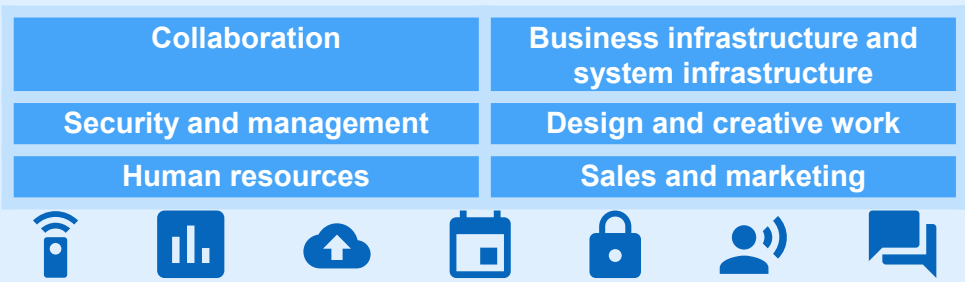 Collaboration
Business infrastructure and
system infrastructure
Security and management
Design and creative work
Human resources
Sales and marketing